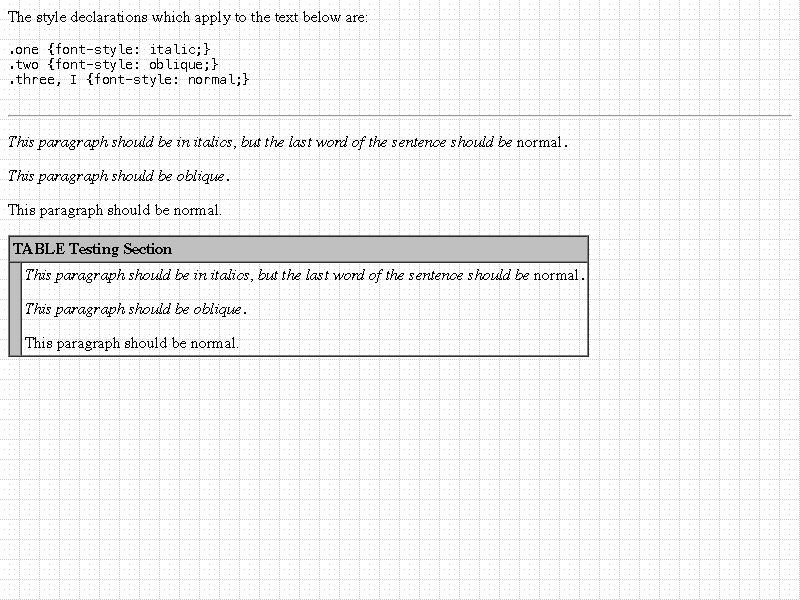 The style declarations which apply to the text below are:
.one {font-style: italic;}
.two {font-style: oblique;}
.three, I {font-style: normal;}
This paragraph should be in italics, but the last word of the sentence should be normal.
This paragraph should be oblique.
This paragraph should be normal.
TABLE Testing Section
This paragraph should be in italics, but the last word of the sentence should be normal.
This paragraph should be oblique.
This paragraph should be normal.